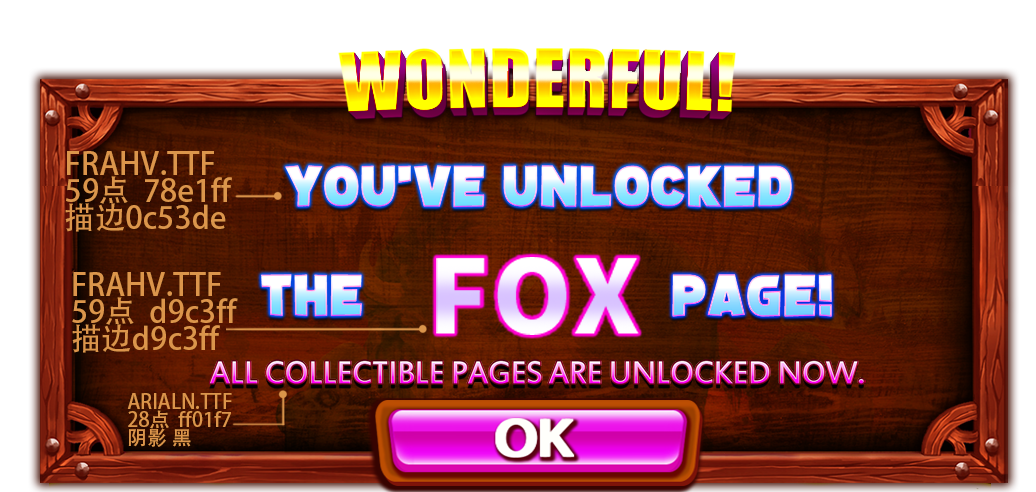 WONDERFUL!
FRAHV.TTF
59点 78e1ff
描边0c53de
YOU'VE UNLOCKED
FRAHV.TTF
59点 d9c3ff
描边d9c3ff
THE FOX PAGE!
ALL COLLECTIBLE PAGES ARE UNLOCKED NOW.
ARIALN.TTF
28点 ff01f7
阴影 黑
OK